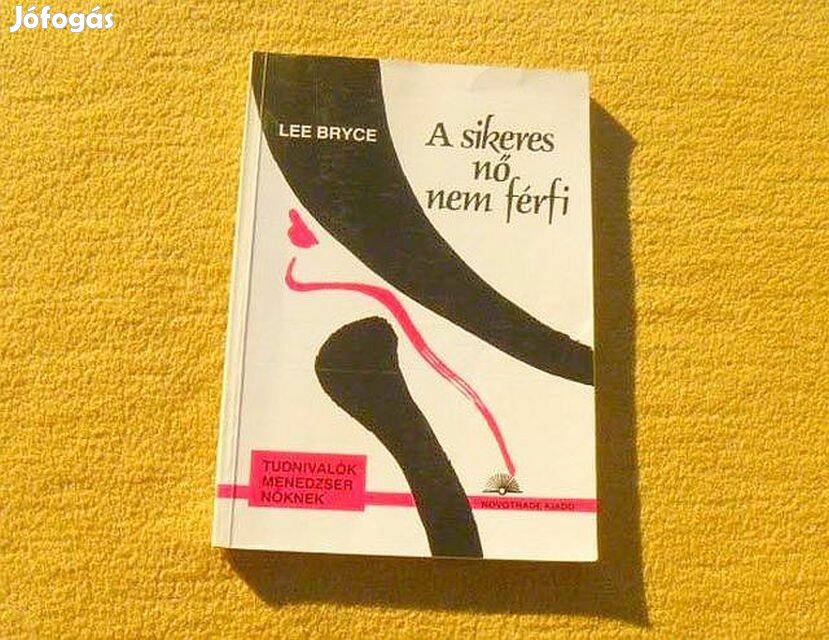 Jófogás
LEE BRYCE
A sikeres
nő
nem férfi
TUDNIVALÓK
MENEDZSER
NŐKNEK
NOVOTRADE KIADÓ